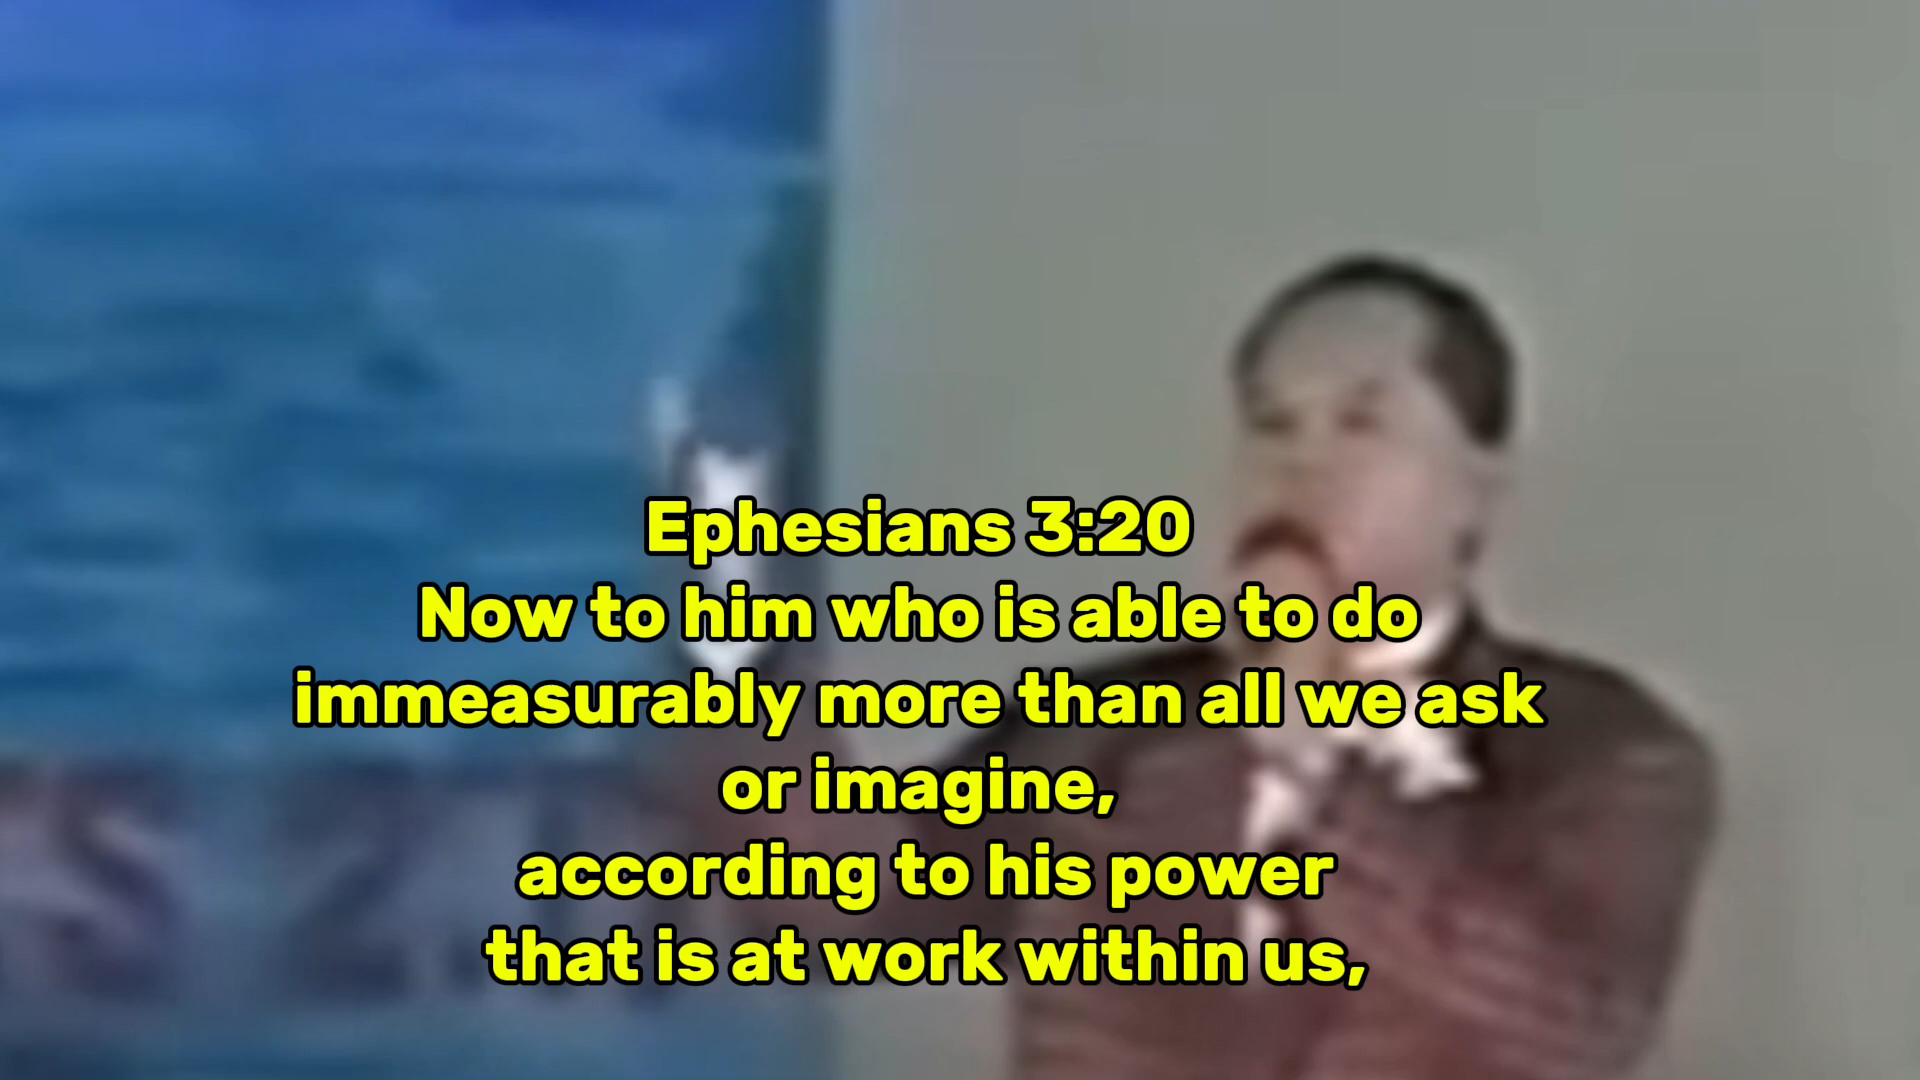 Ephesians 3:20
Now to him who is able to do
immeasurably more than all we ask
or imagine,
according to his power
that is at work within us,